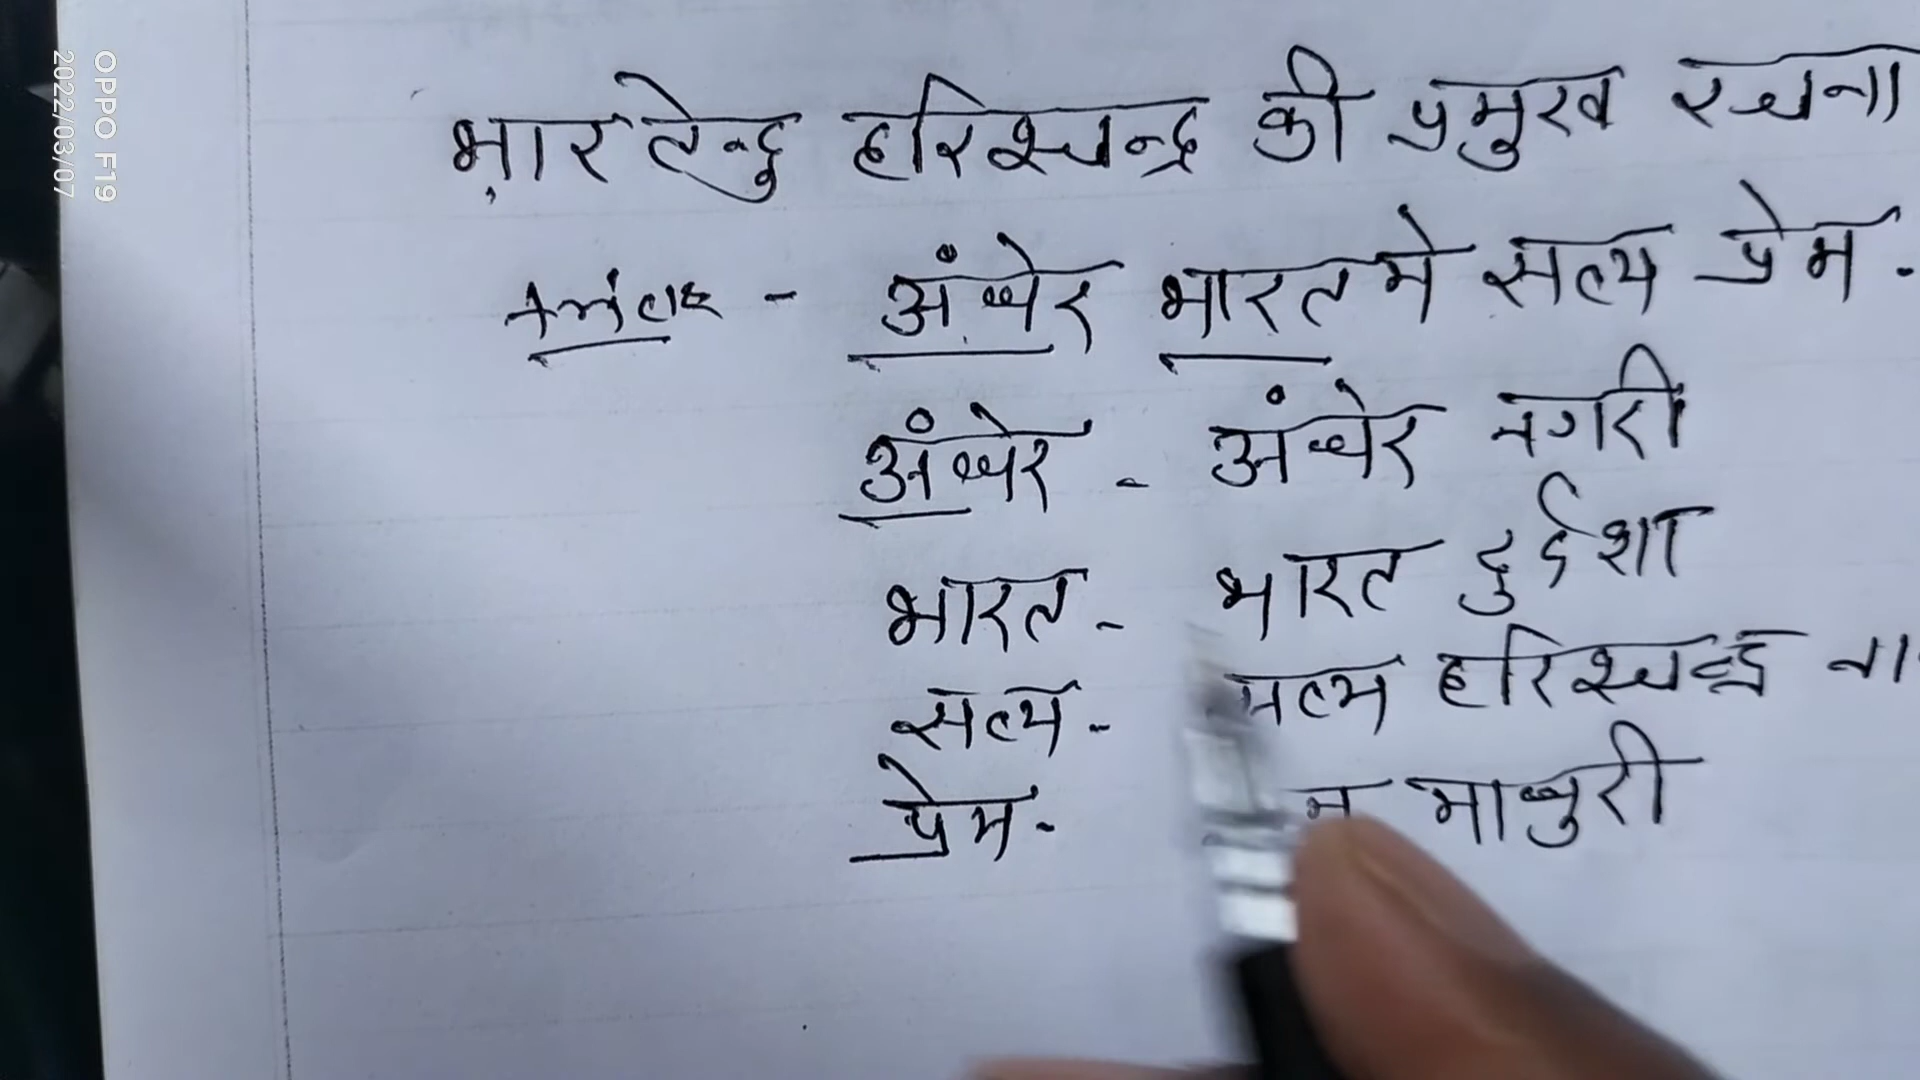 भारतेन्दु हरिश्चन्द्र की प्रमुख रचना
- अंधेर भारत मे सत्य प्रेम .
अंधेर - अंधेर नगरी
भारत - भारत दुर्दशा
सत्य - सत्य हरिश्चन्द्र
प्रेम - माधुरी
OPPO F19
2022/03/07